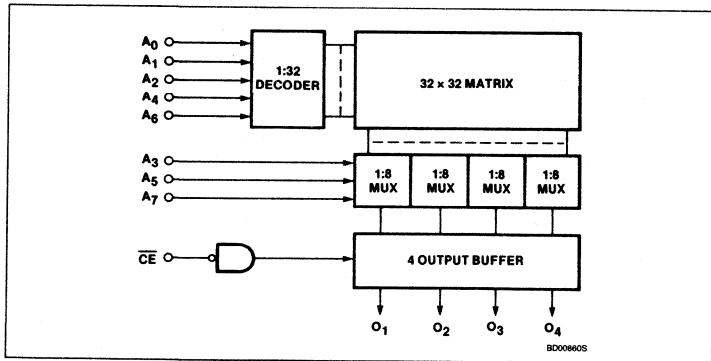 A0
A1
A2
A4
A6
1:32
DECODER
32 × 32 MATRIX
A3
A5
A7
1:8
MUX
1:8
MUX
1:8
MUX
1:8
MUX
CE
4 OUTPUT BUFFER
O1
O2
O3
O4
BD00860S